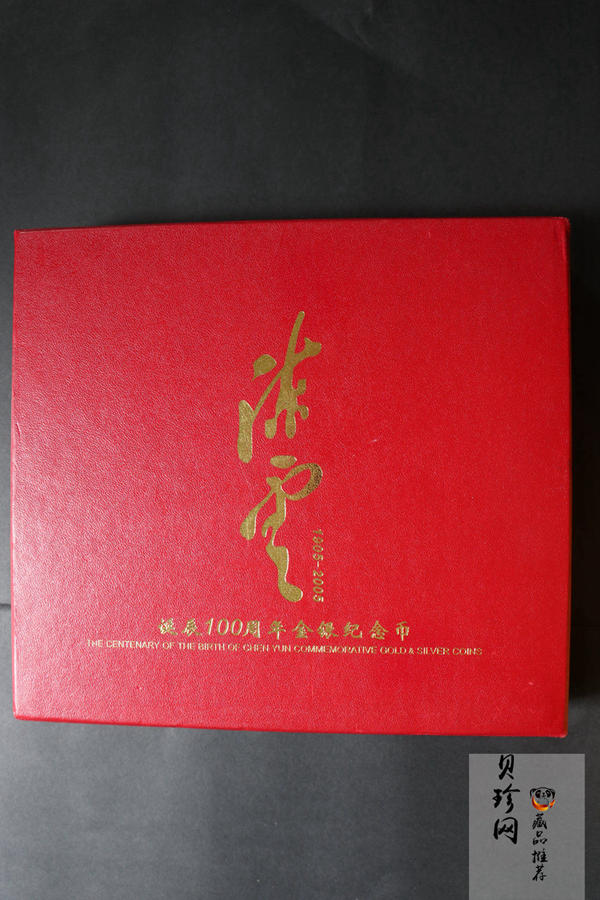 陈云
1905-2005
诞辰100周年金银纪念币
THE CENTENARY OF THE BIRTH OF CHEN YUN COMMEMORATIVE GOLD & SILVER COINS
贝珍网
藏品推荐